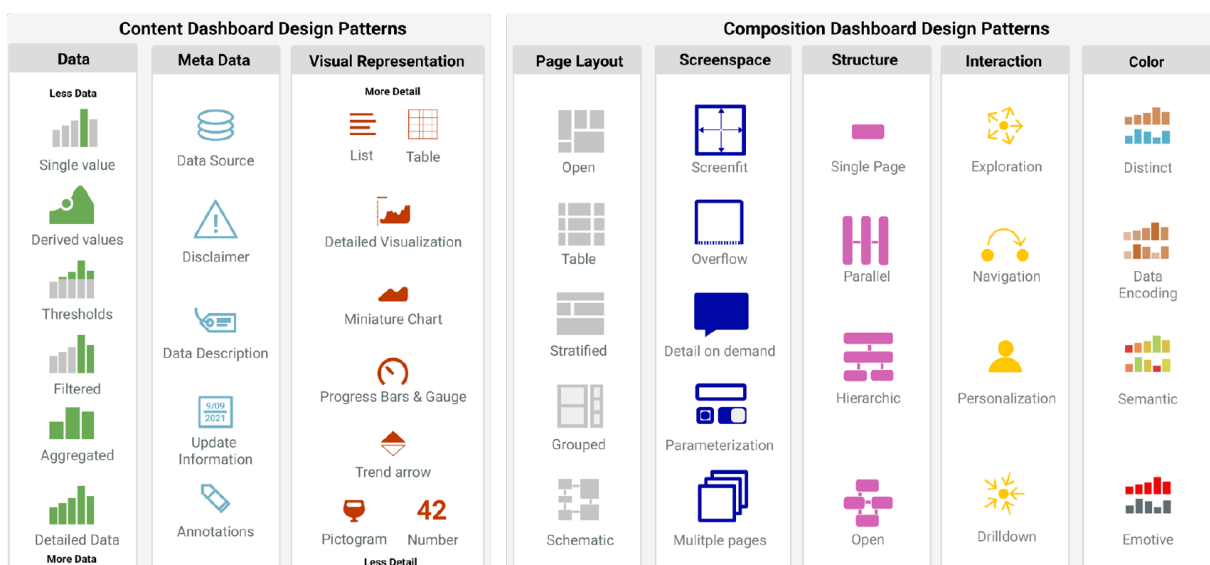 Content Dashboard Design Patterns
Data
Less Data
Single value
Derived values
Thresholds
Filtered
Aggregated
Detailed Data
More Data
Meta Data
Data Source
Disclaimer
Data Description
9/09
2021
Update
Information
Annotations
Visual Representation
More Detail
List
Table
Detailed Visualization
Miniature Chart
Progress Bars & Gauge
Trend arrow
Pictogram
42
Number
Less Detail
Composition Dashboard Design Patterns
Page Layout
Open
Table
Stratified
Grouped
Schematic
Screenspace
Screenfit
Overflow
Detail on demand
Parameterization
Mulitple pages
Structure
Single Page
Parallel
Hierarchic
Open
Interaction
Exploration
Navigation
Personalization
Drilldown
Color
Distinct
Data
Encoding
Semantic
Emotive